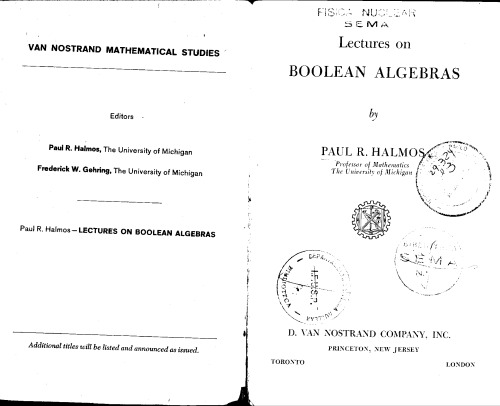 VAN NOSTRAND MATHEMATICAL STUDIES
Editors
Paul R. Halmos, The University of Michigan
Frederick W. Gehring, The University of Michigan
Paul R. Halmos—LECTURES ON BOOLEAN ALGEBRAS
Additional titles will be listed and announced as issued.
FISICA NUCLEAR
SEMA
Lectures on
BOOLEAN ALGEBRAS
by
PAUL R. HALMOS
Professor of Mathematics
The University of Michigan
SEMA
D. VAN NOSTRAND COMPANY, INC.
PRINCETON, NEW JERSEY
TORONTO
LONDON